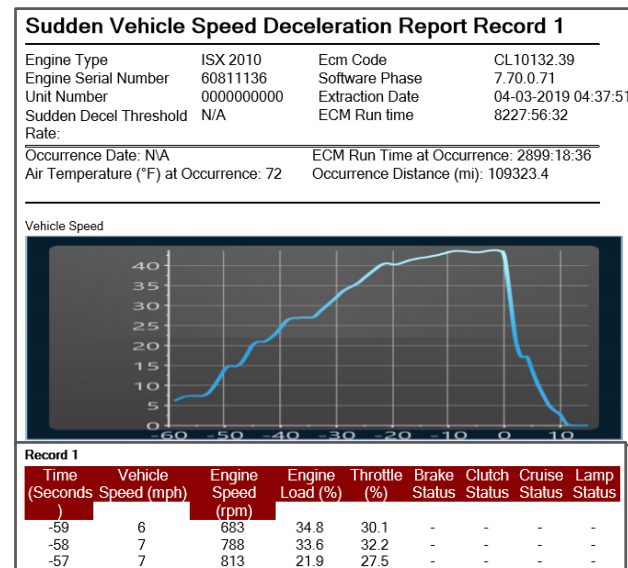 Sudden Vehicle Speed Deceleration Report Record 1
Engine Type ISX 2010 Ecm Code CL10132.39
Engine Serial Number 60811136 Software Phase 7.70.0.71
Unit Number 0000000000 Extraction Date 04-03-2019 04:37:51
Sudden Decel Threshold N/A ECM Run time 8227:56:32
Rate:
Occurrence Date: N\A ECM Run Time at Occurrence: 2899:18:36
Air Temperature (°F) at Occurrence: 72 Occurrence Distance (mi): 109323.4
Vehicle Speed
40
35
30
25
20
15
10
5
0
-60 -50 -40 -30 -20 -10 0 10
Record 1
Time Vehicle Engine Engine Throttle Brake Clutch Cruise Lamp
(Seconds Speed (mph) Speed Load (%) (%) Status Status Status Status
) (rpm)
-59 6 683 34.8 30.1 - - - -
-58 7 788 33.6 32.2 - - - -
-57 7 813 21.9 27.5 - - - -